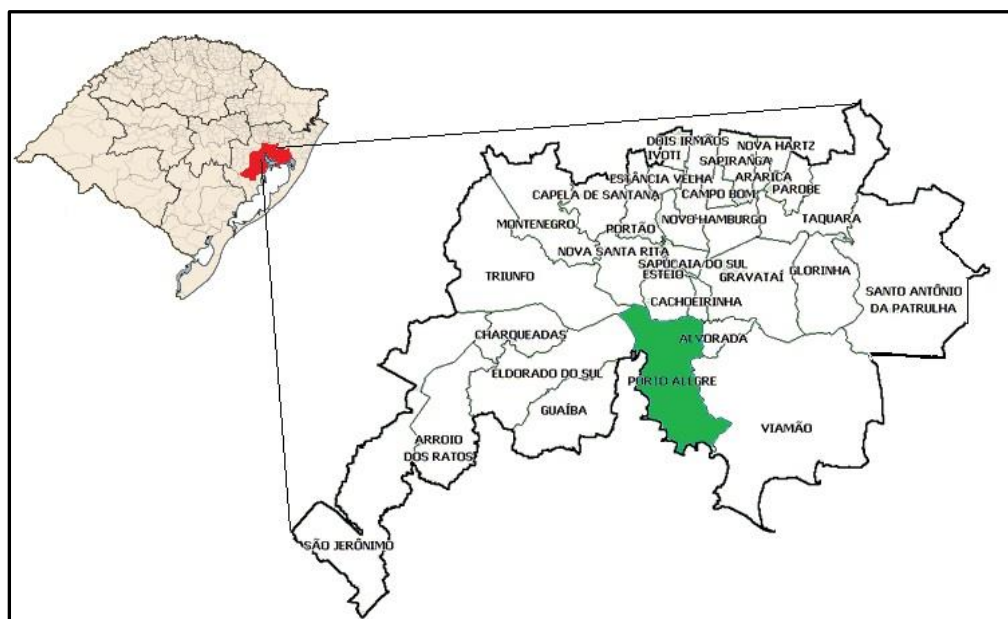 DOIS IRMÃOS
NOVA HARTZ
IVOTI
SAPIRANGA
ESTÂNCIA VELHA
ARARICA
CAPELA DE SANTANA
CAMPO BOM
PAROBE
MONTENEGRO
PORTÃO
NOVO HAMBURGO
TAQUARA
NOVA SANTA RITA
SAPUCAIA DO SUL
TRIUNFO
ESTEIO
GRAVATAÍ
GLORINHA
SANTO ANTÔNIO
DA PATRULHA
CACHOEIRINHA
CHARQUEADAS
ALVORADA
ELDORADO DO SUL
PORTO ALEGRE
GUAÍBA
VIAMÃO
ARROIO
DOS RATOS
SÃO JERÔNIMO